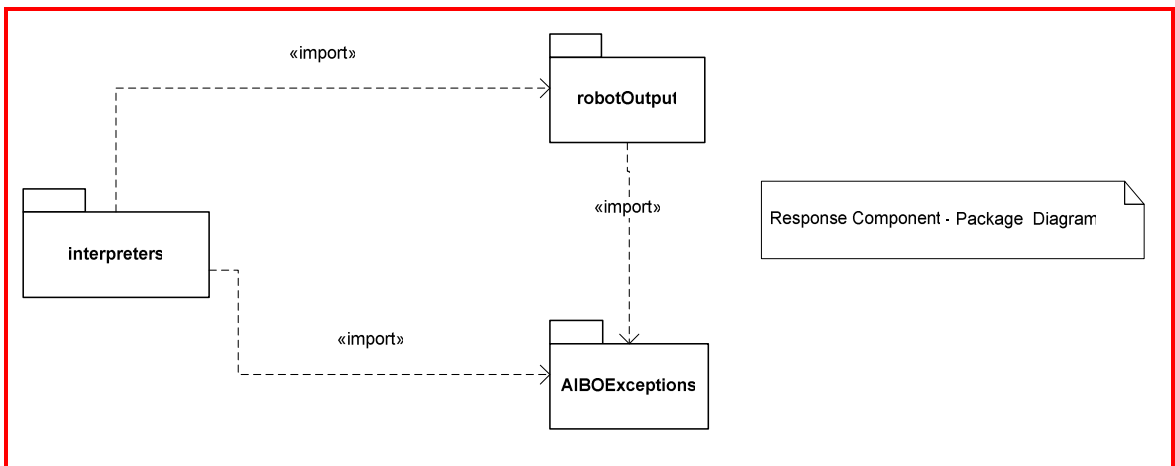 «import»
robotOutput
«import»
Response Component - Package Diagram
interpreters
«import»
AIBOExceptions